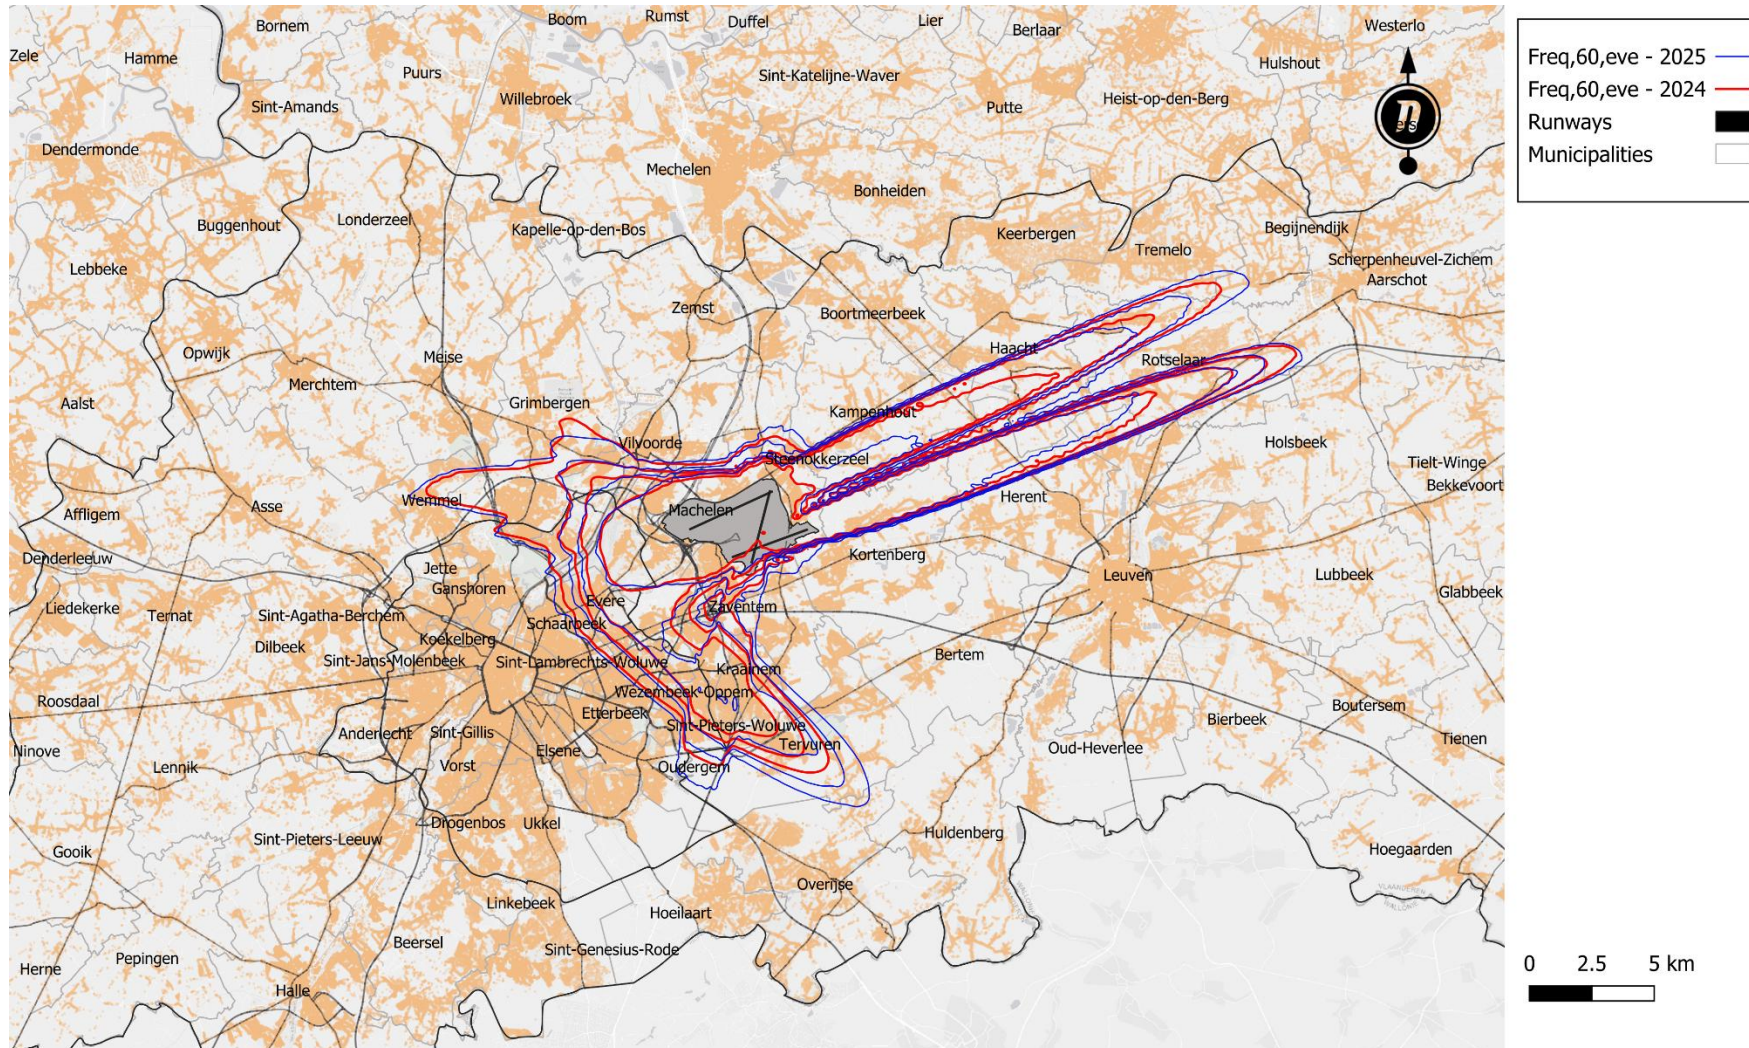 Bornem
Boom
Rumst
Duffel
Lier
Berlaar
Westerlo
Zele
Hamme
Puurs
Sint-Katelijne-Waver
Hulshout
Sint-Amands
Willebroek
Putte
Heist-op-den-Berg
Dendermonde
Mechelen
Bonheiden
Buggenhout
Londerzeel
Kapelle-op-den-Bos
Keerbergen
Begijnendijk
Tremelo
Scherpenheuvel-Zichem
Aarschot
Lebbeke
Zemst
Boortmeerbeek
Opwijk
Meise
Haacht
Rotselaar
Merchtem
Aalst
Grimbergen
Kampenhout
Vilvoorde
Holsbeek
Steenokkerzeel
Tielt-Winge
Bekkevoort
Wemmel
Asse
Affligem
Machelen
Herent
Denderleeuw
Jette
Ganshoren
Kortenberg
Leuven
Lubbeek
Glabbeek
Liedekerke
Ternat
Sint-Agatha-Berchem
Evere
Zaventem
Schaarbeek
Dilbeek
Koekelberg
Sint-Jans-Molenbeek
Sint-Lambrechts-Woluwe
Kraainem
Bertem
Roosdaal
Wezembeek-Oppem
Etterbeek
Sint-Pieters-Woluwe
Bierbeek
Boutersem
Anderlecht
Sint-Gillis
Elsene
Tervuren
Oud-Heverlee
Tienen
Ninove
Lennik
Vorst
Oudergem
Drogenbos
Ukkel
Sint-Pieters-Leeuw
Huldenberg
Gooik
Hoegaarden
Overijse
VLAANDEREN
WALLONIE
Linkebeek
Hoeilaart
Beersel
Sint-Genesius-Rode
Herne
Pepingen
Halle
Freq,60,eve - 2025
Freq,60,eve - 2024
Runways
Municipalities
0 2.5 5 km